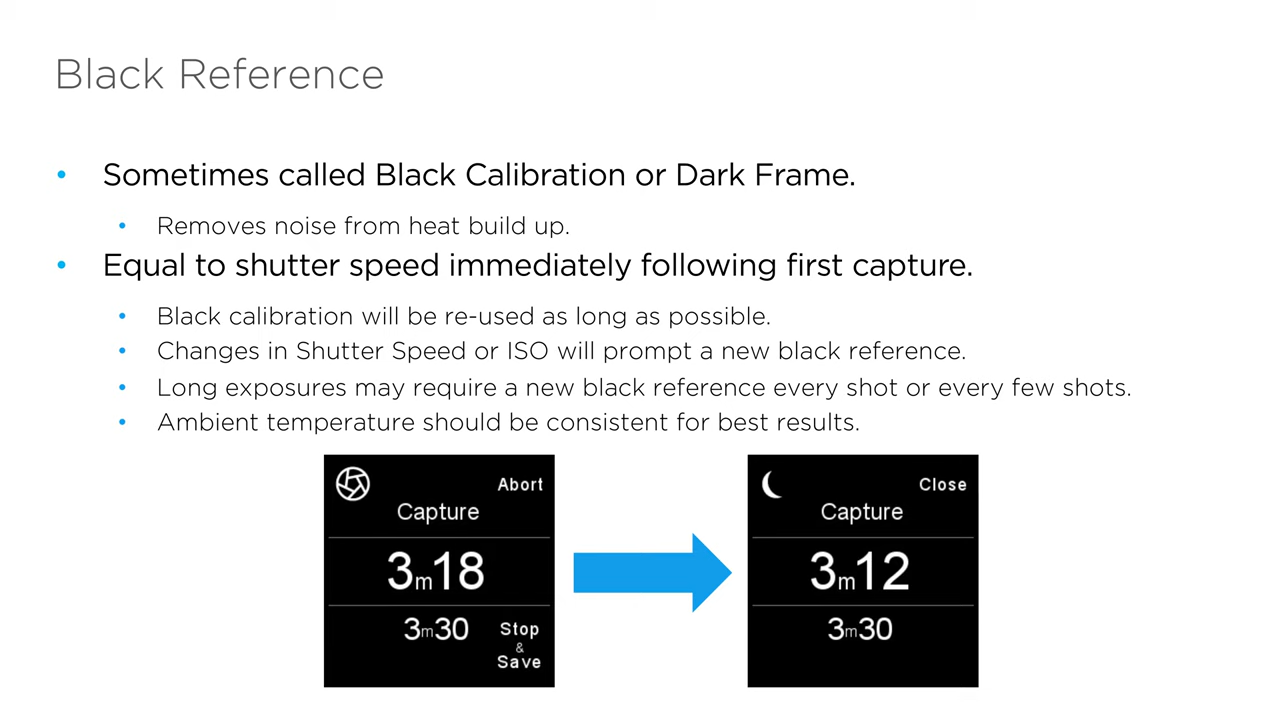 Black Reference
• Sometimes called Black Calibration or Dark Frame.
• Removes noise from heat build up.
• Equal to shutter speed immediately following first capture.
• Black calibration will be re-used as long as possible.
• Changes in Shutter Speed or ISO will prompt a new black reference.
• Long exposures may require a new black reference every shot or every few shots.
• Ambient temperature should be consistent for best results.
Abort
Capture
3m18
3m30
Stop
&
Save
Close
Capture
3m12
3m30